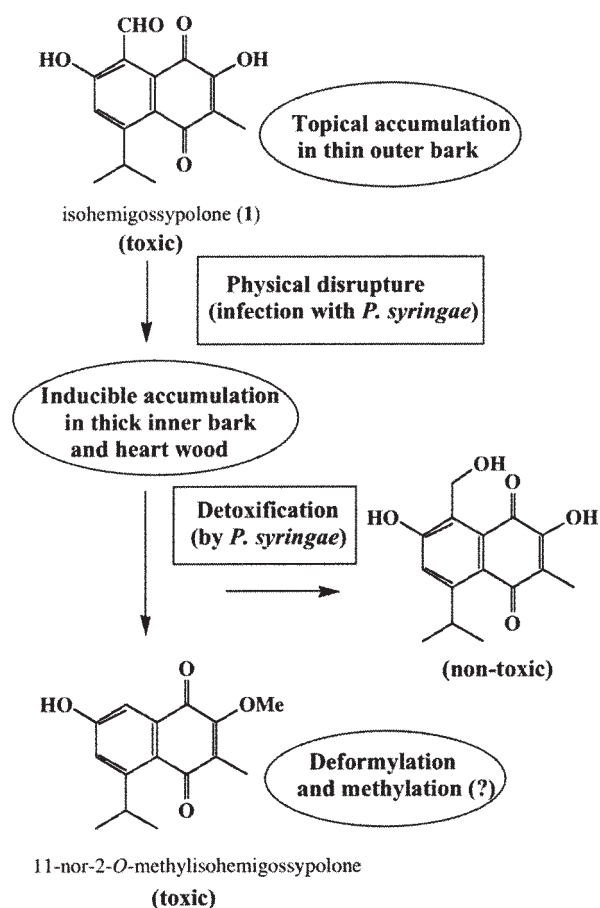 CHO
O
HO
OH
O
Topical accumulation
in thin outer bark
isohemigossypolone (1)
(toxic)
Physical disrupture
(infection with P. syringae)
Inducible accumulation
in thick inner bark
and heart wood
Detoxification
(by P. syringae)
OH
O
HO
OH
O
(non-toxic)
O
HO
OMe
O
Deformylation
and methylation (?)
11-nor-2-O-methylisohemigossypolone
(toxic)